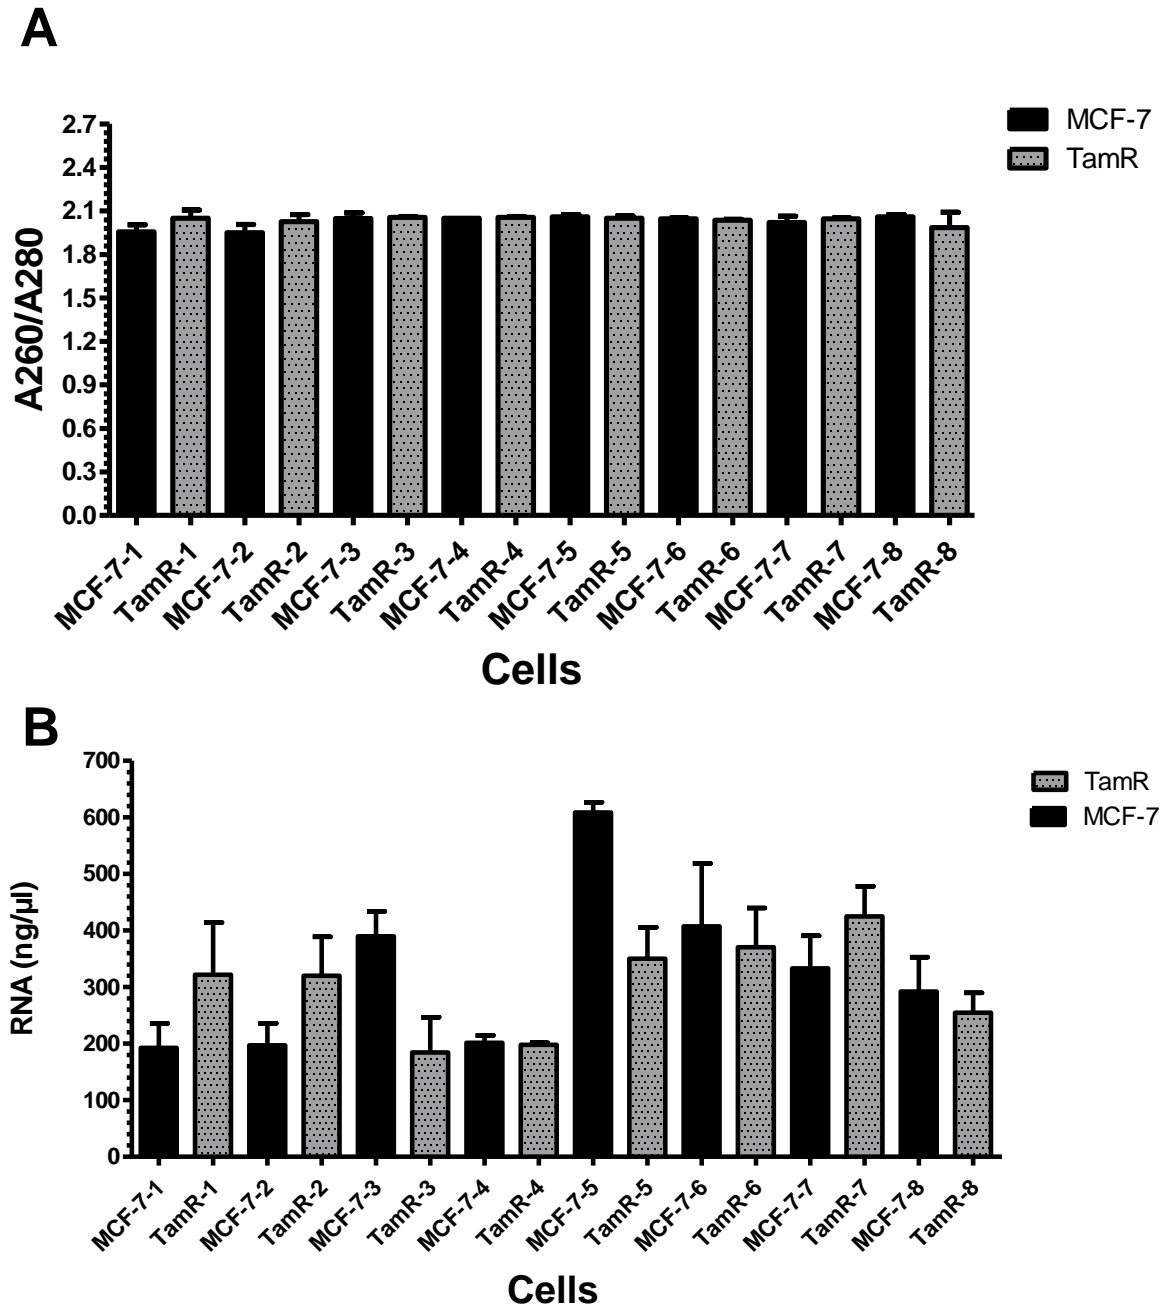 A
MCF-7
TamR
A260/A280
2.7
2.4
2.1
1.8
1.5
1.2
0.9
0.6
0.3
0.0
MCF-7-1
TamR-1
MCF-7-2
TamR-2
MCF-7-3
TamR-3
MCF-7-4
TamR-4
MCF-7-5
TamR-5
MCF-7-6
TamR-6
MCF-7-7
TamR-7
MCF-7-8
TamR-8
Cells
B
TamR
MCF-7
RNA (ng/µl)
700
600
500
400
300
200
100
0
MCF-7-1
TamR-1
MCF-7-2
TamR-2
MCF-7-3
TamR-3
MCF-7-4
TamR-4
MCF-7-5
TamR-5
MCF-7-6
TamR-6
MCF-7-7
TamR-7
MCF-7-8
TamR-8
Cells